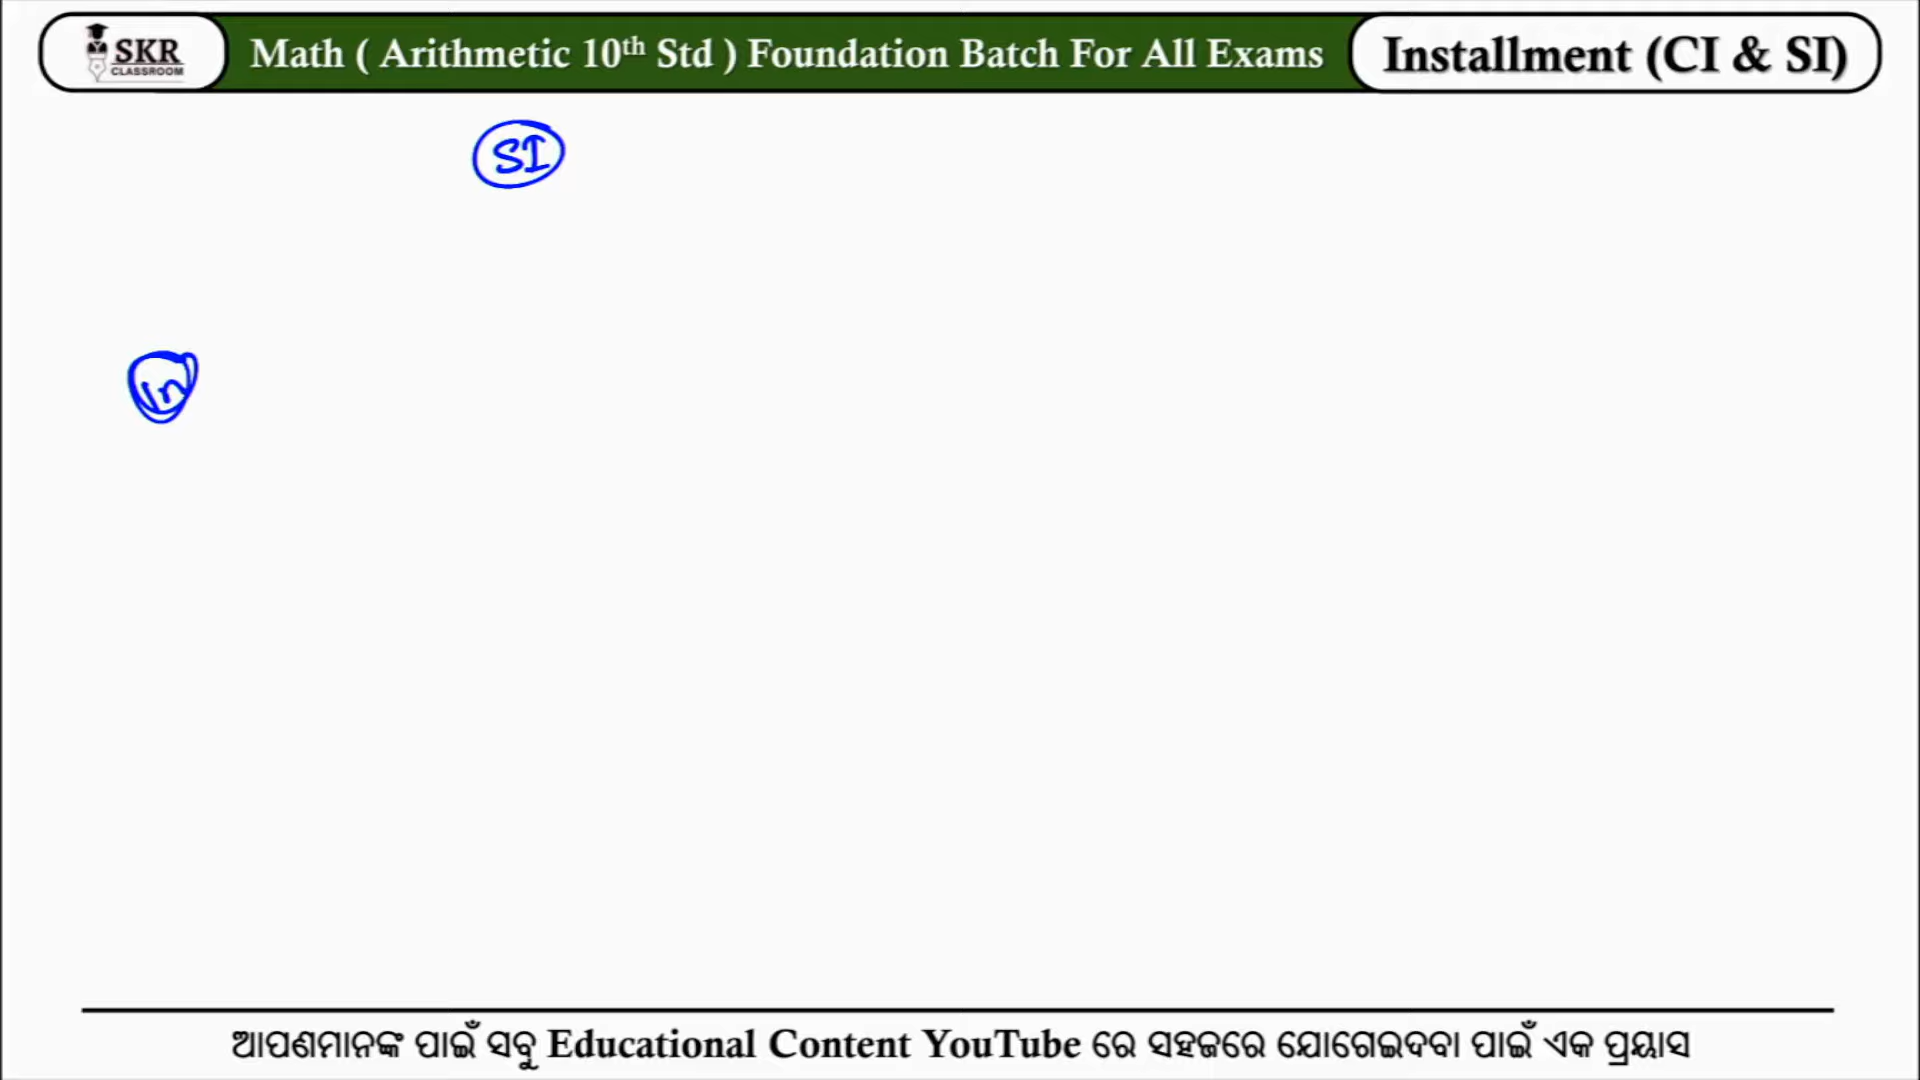 SKR
CLASSROOM
Math ( Arithmetic 10th Std ) Foundation Batch For All Exams
Installment (CI & SI)
SI
In
ଆପଣମାନଙ୍କ ପାଇଁ ସବୁ Educational Content YouTube ରେ ସହଜରେ ଯୋଗେଇଦବା ପାଇଁ ଏକ ପ୍ରୟାସ